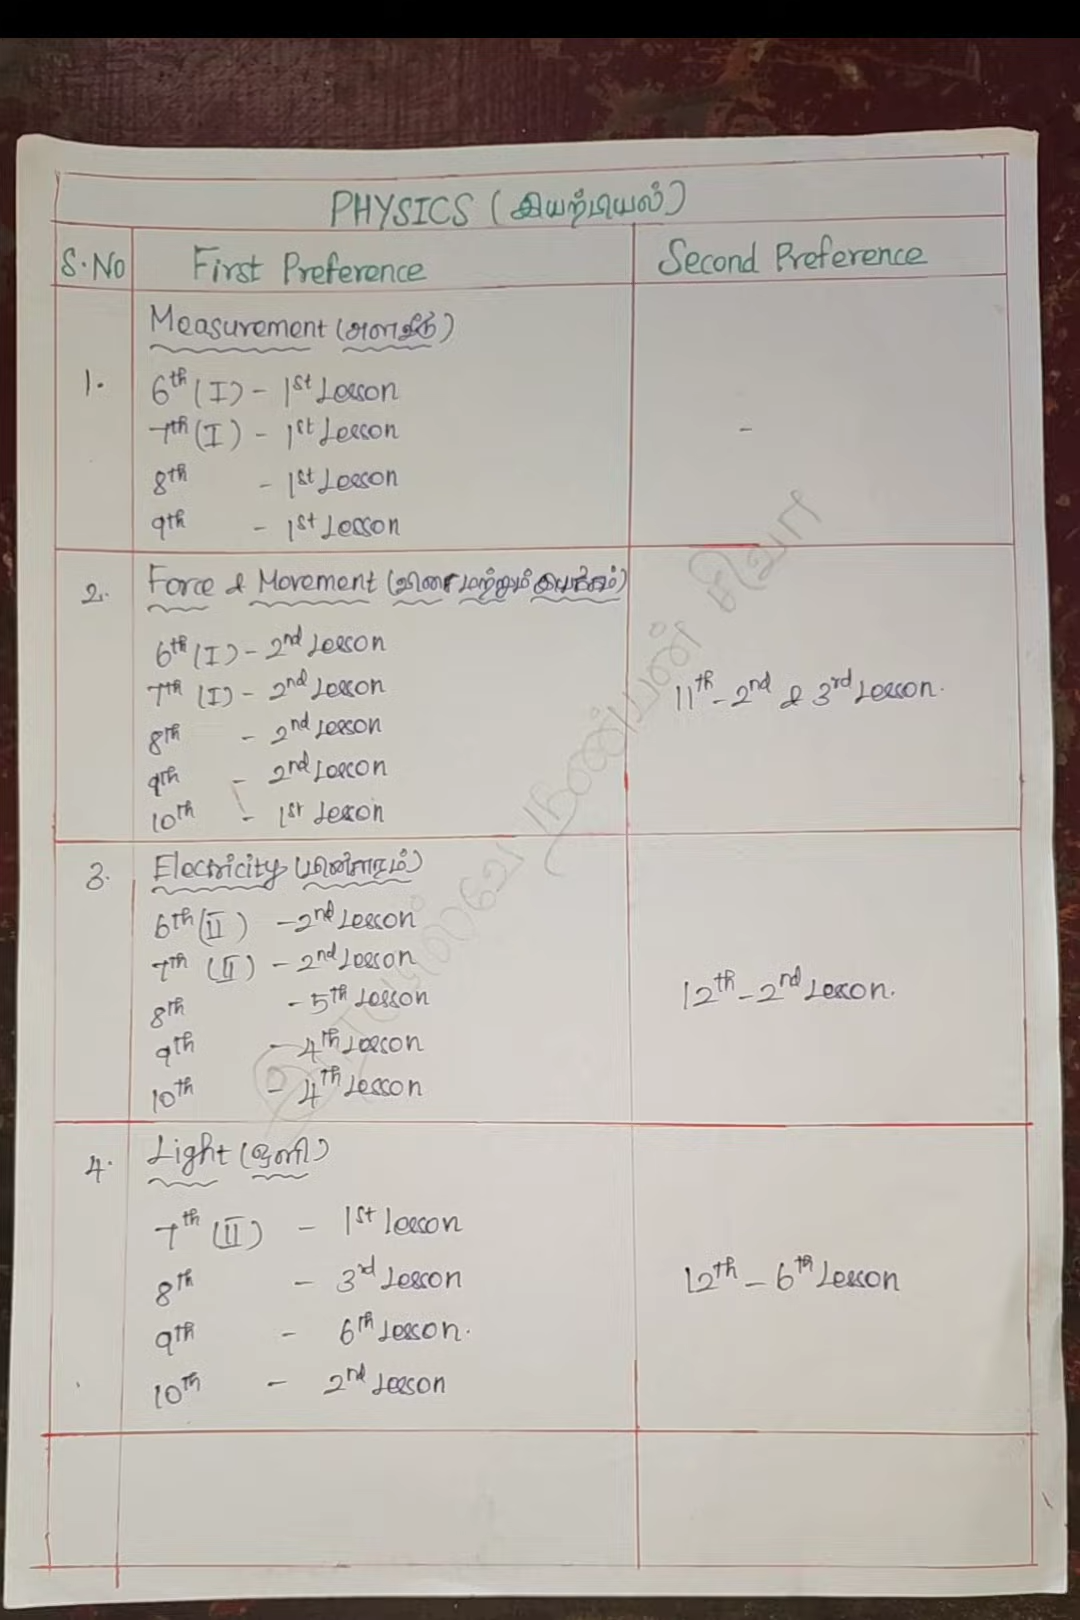 PHYSICS (இயற்பியல்)
S.No First Preference Second Preference
Measurement (அளவீடு)
1.
6th (I) - 1st Lesson
7th (I) - 1st Lesson
-
8th - 1st Lesson
9th - 1st Lesson
2. Force & Movement (விசை மற்றும் இயக்கம்)
6th (I) - 2nd Lesson
7th (I) - 2nd Lesson
11th - 2nd & 3rd Lesson.
8th - 2nd Lesson
9th - 2nd Lesson
10th - 1st Lesson
3. Electricity (மின்னோட்டம்)
6th (II) - 2nd Lesson
7th (II) - 2nd Lesson
8th - 5th Lesson
12th - 2nd Lesson.
9th - 4th Lesson
10th - 4th Lesson
4. Light (ஒளி)
7th (II) - 1st Lesson
8th - 3rd Lesson
12th - 6th Lesson
9th - 6th Lesson.
10th - 2nd Lesson
நண்பன் சிவா